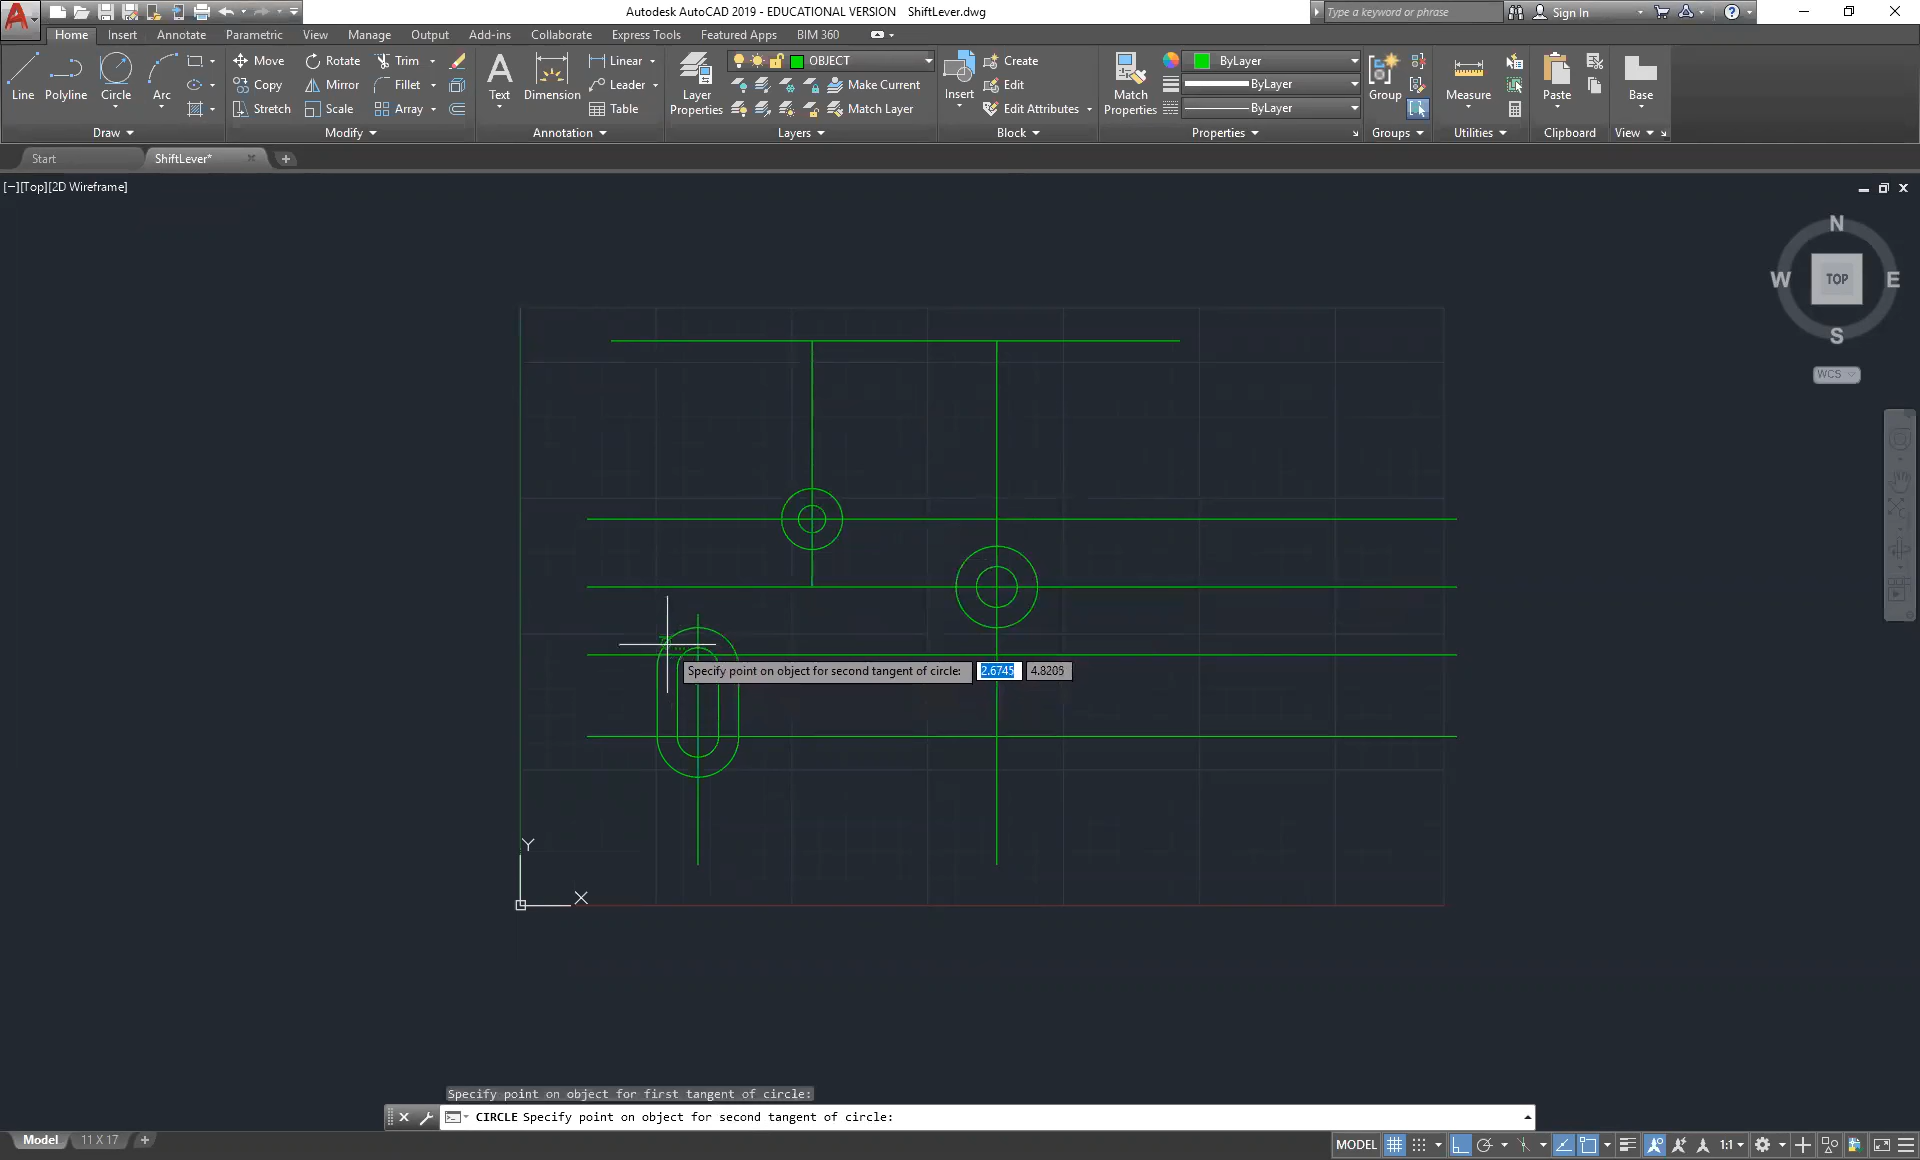 Autodesk AutoCAD 2019 - EDUCATIONAL VERSION ShiftLever.dwg
Type a keyword or phrase
Sign In
Home Insert Annotate Parametric View Manage Output Add-ins Collaborate Express Tools Featured Apps BIM 360
Line Polyline Circle Arc
Draw
Move Rotate Trim
Copy Mirror Fillet
Stretch Scale Array
Modify
Text Dimension
Linear
Leader
Table
Annotation
Layer Properties
OBJECT
Make Current
Match Layer
Layers
Insert
Create
Edit
Edit Attributes
Block
Match Properties
ByLayer
ByLayer
ByLayer
Properties
Group
Groups
Measure
Utilities
Paste
Clipboard
Base
View
Start ShiftLever*
[−][Top][2D Wireframe]
N
W TOP E
S
WCS
Specify point on object for second tangent of circle: 2.6745 4.8205
Y
X
Specify point on object for first tangent of circle:
CIRCLE Specify point on object for second tangent of circle:
Model 11 X 17
MODEL 1:1